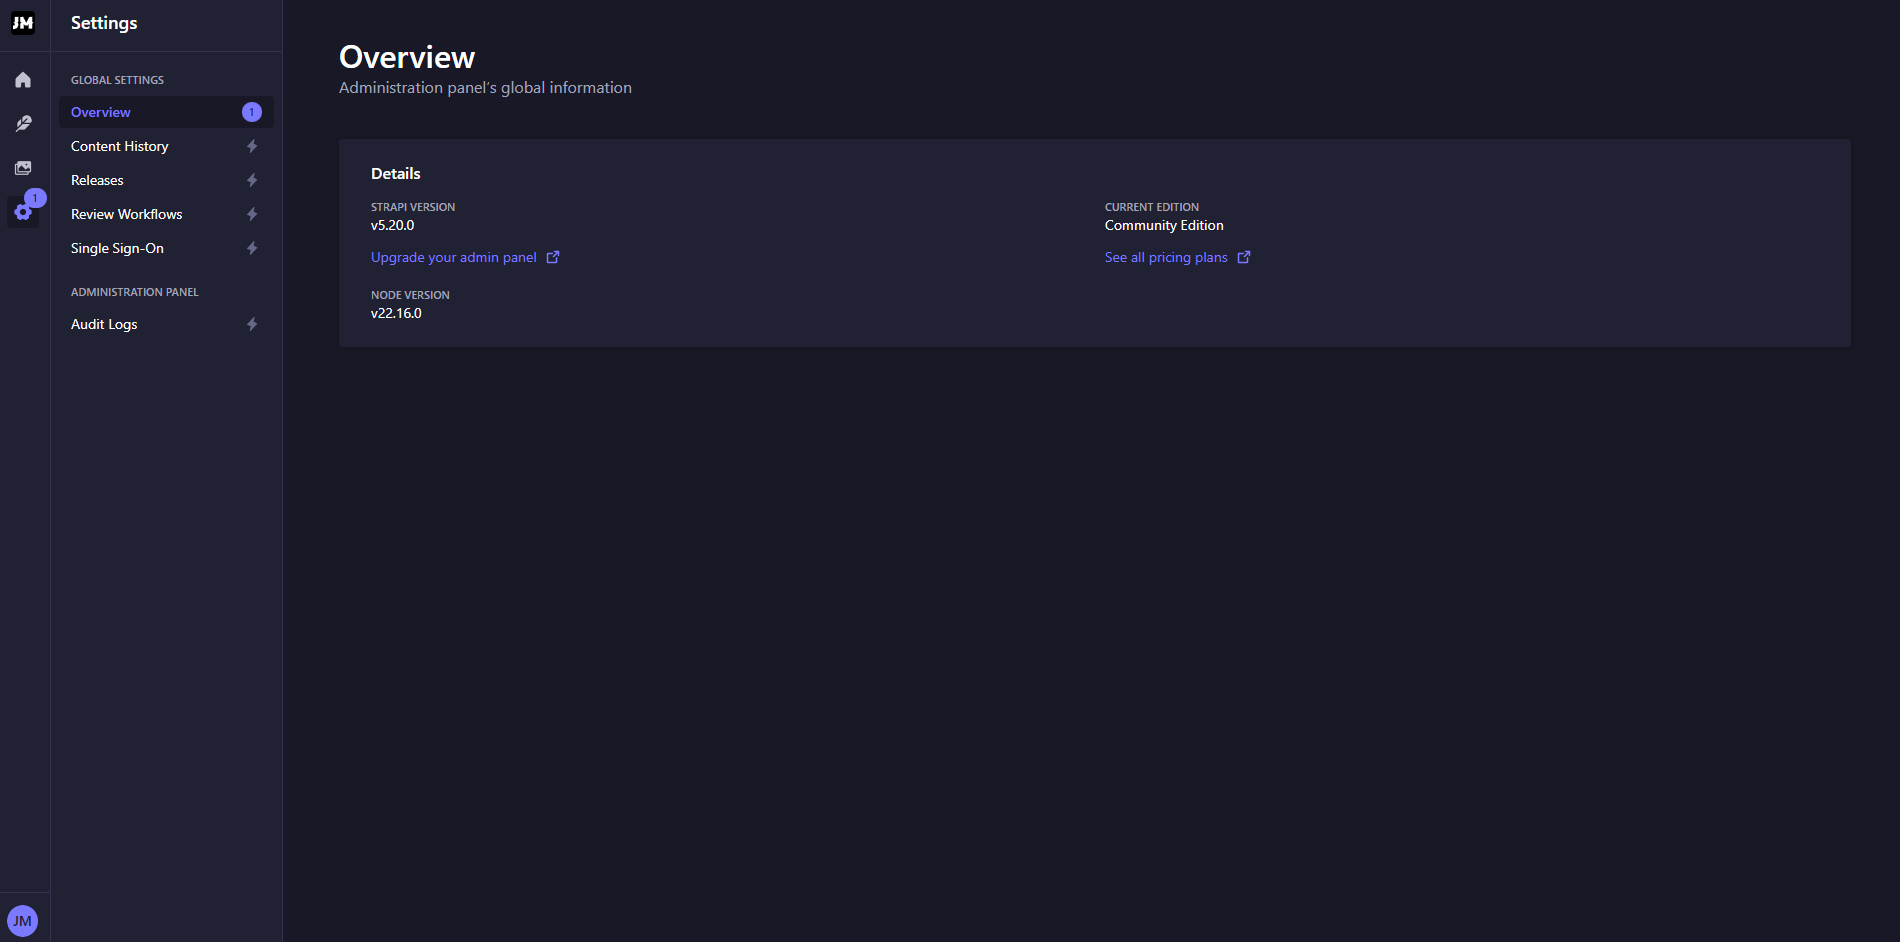 JM
Settings
GLOBAL SETTINGS
Overview 1
Content History
Releases
1
Review Workflows
Single Sign-On
ADMINISTRATION PANEL
Audit Logs
JM
Overview
Administration panel's global information
Details
STRAPI VERSION
v5.20.0
Upgrade your admin panel
CURRENT EDITION
Community Edition
See all pricing plans
NODE VERSION
v22.16.0